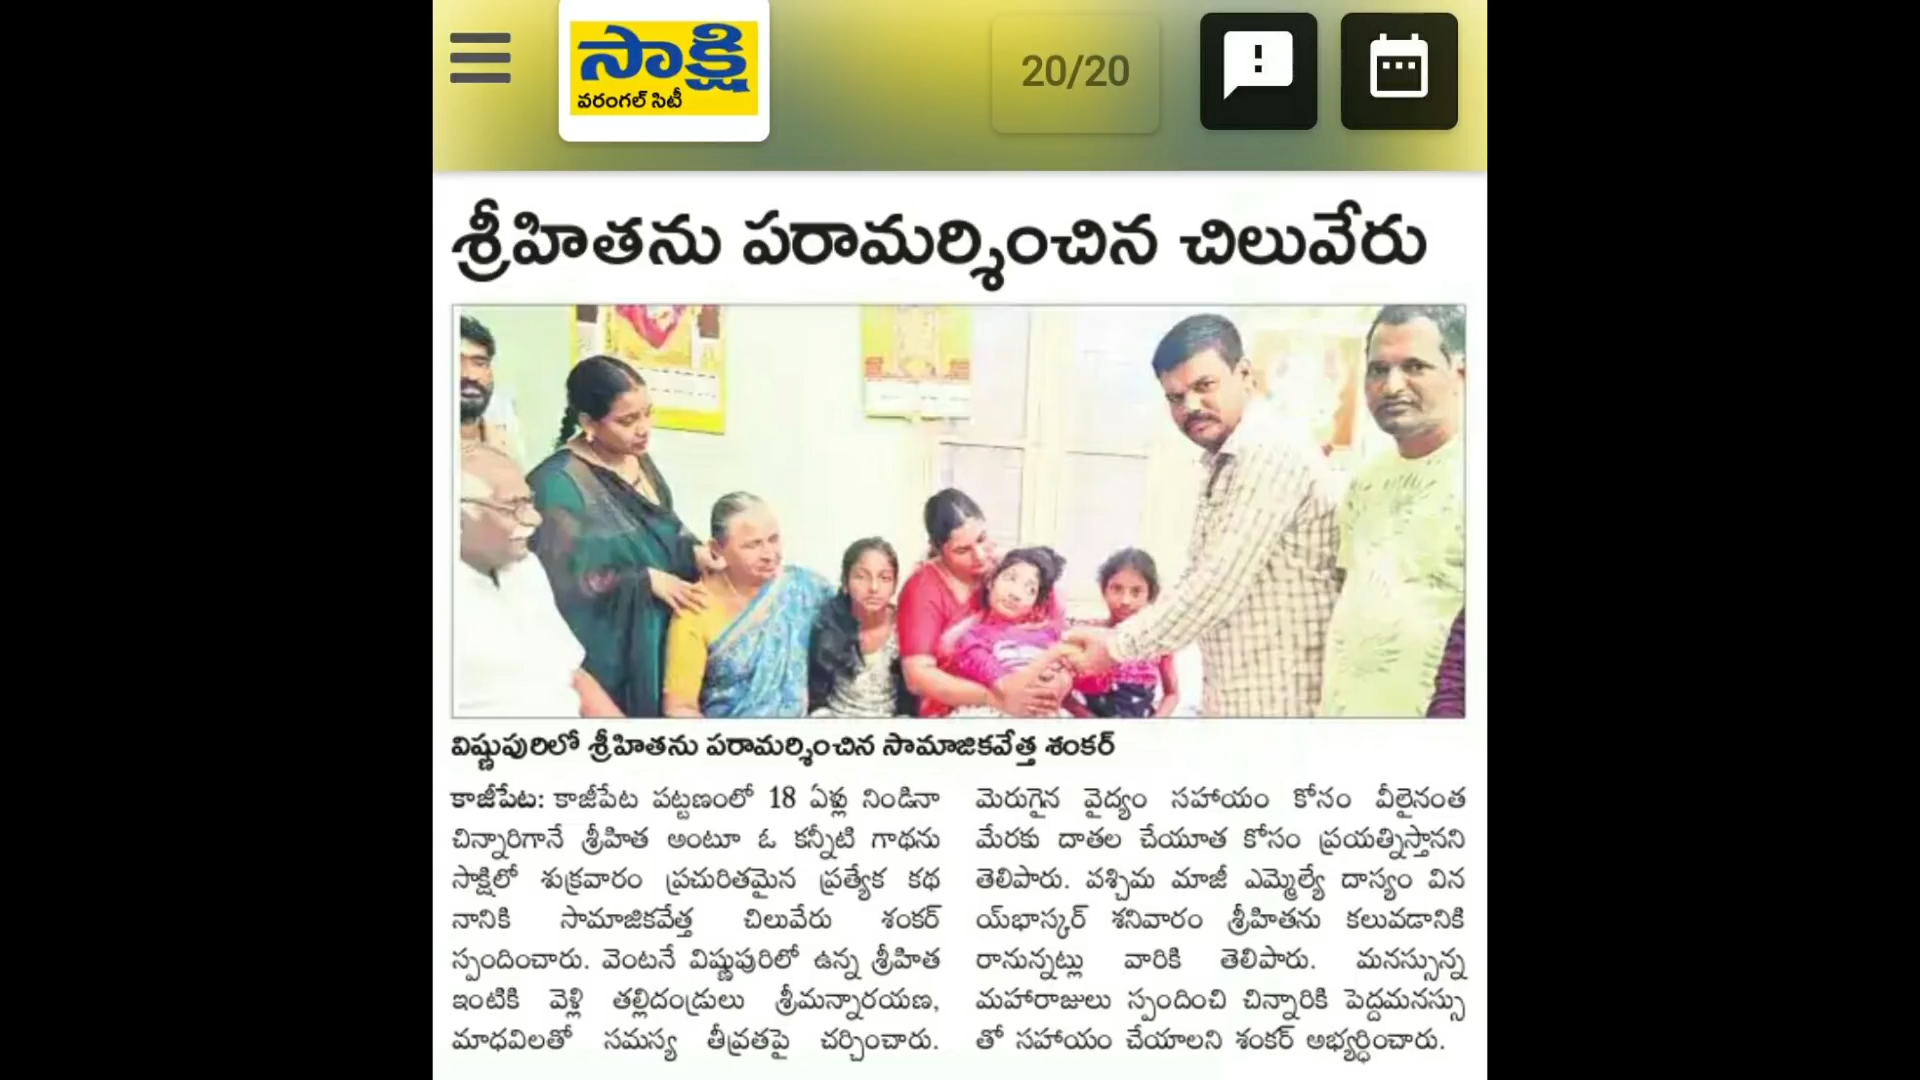 సాక్షి
వరంగల్ సిటీ
20/20
శ్రీహితను పరామర్శించిన చిలువేరు
విష్ణుపురిలో శ్రీహితను పరామర్శించిన సామాజికవేత్త శంకర్
కాజీపేట: కాజీపేట పట్టణంలో 18 ఏళ్లు నిండినా
చిన్నారిగానే శ్రీహిత అంటూ ఓ కన్నీటి గాథను
సాక్షిలో శుక్రవారం ప్రచురితమైన ప్రత్యేక కథ
నానికి సామాజికవేత్త చిలువేరు శంకర్
స్పందించారు. వెంటనే విష్ణుపురిలో ఉన్న శ్రీహిత
ఇంటికి వెళ్లి తల్లిదండ్రులు శ్రీమన్నారయణ,
మాధవిలతో సమస్య తీవ్రతపై చర్చించారు.
మెరుగైన వైద్యం సహాయం కోసం వీలైనంత
మేరకు దాతల చేయూత కోసం ప్రయత్నిస్తానని
తెలిపారు. పశ్చిమ మాజీ ఎమ్మెల్యే దాస్యం విన
య్‌భాస్కర్ శనివారం శ్రీహితను కలువడానికి
రానున్నట్లు వారికి తెలిపారు. మనస్సున్న
మహారాజులు స్పందించి చిన్నారికి పెద్దమనస్సు
తో సహాయం చేయాలని శంకర్ అభ్యర్ధించారు.